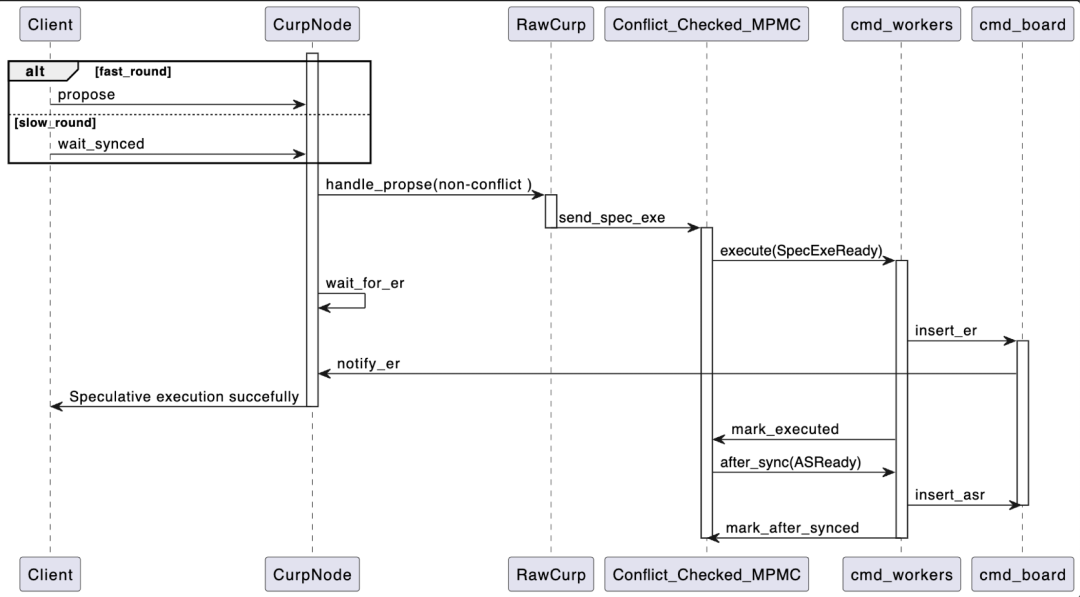 Client CurpNode RawCurp Conflict_Checked_MPMC cmd_workers cmd_board
alt [fast_round]
propose
[slow_round]
wait_synced
handle_propse(non-conflict )
send_spec_exe
execute(SpecExeReady)
wait_for_er
insert_er
notify_er
Speculative execution succefully
mark_executed
after_sync(ASReady)
insert_asr
mark_after_synced
Client CurpNode RawCurp Conflict_Checked_MPMC cmd_workers cmd_board